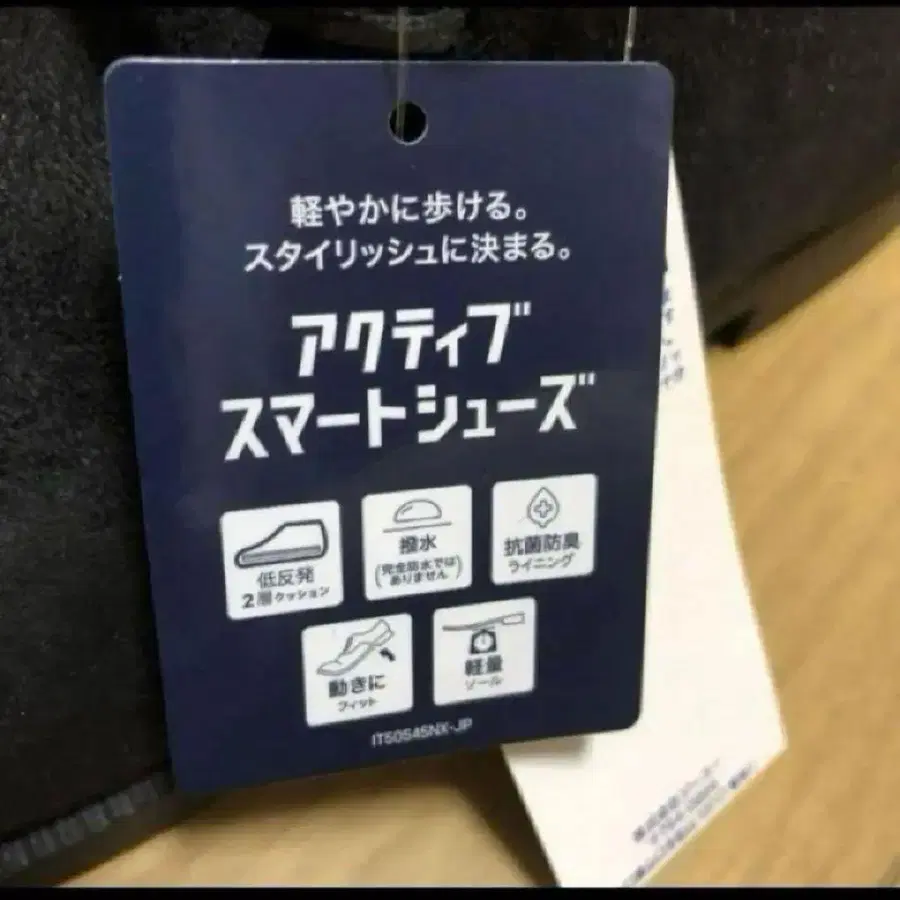 軽やかに歩ける。
スタイリッシュに決まる。
アクティブ
スマートシューズ
低反発
2層クッション
撥水
(完全防水では
ありません)
抗菌防臭
ライニング
動きに
フィット
軽量
ソール
IT50545NX-JP